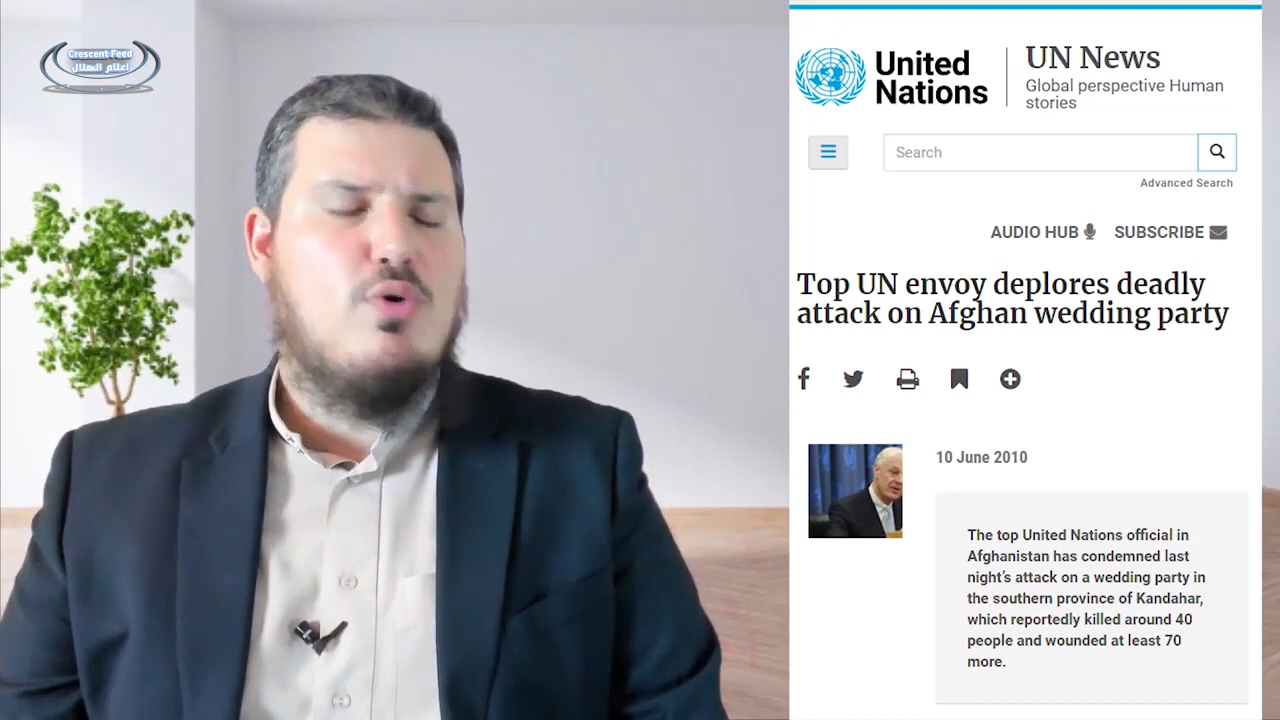 Crescent Feed
إعلام الهلال
United
Nations
UN News
Global perspective Human
stories
Search
Advanced Search
AUDIO HUB
SUBSCRIBE
Top UN envoy deplores deadly
attack on Afghan wedding party
10 June 2010
The top United Nations official in
Afghanistan has condemned last
night's attack on a wedding party in
the southern province of Kandahar,
which reportedly killed around 40
people and wounded at least 70
more.